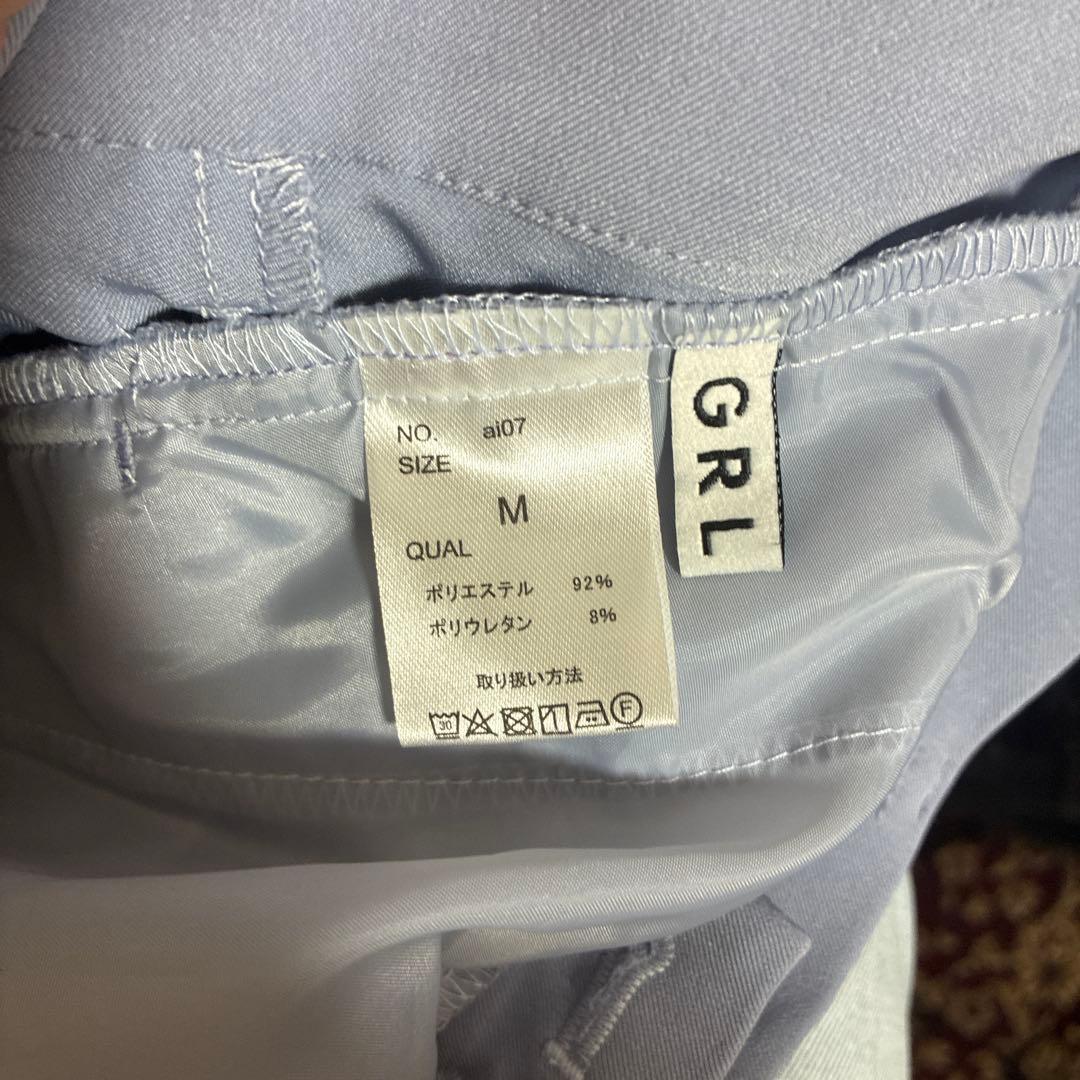 NO. ai07
SIZE
M
QUAL
ポリエステル 92%
ポリウレタン 8%
取り扱い方法
30 F
GRL